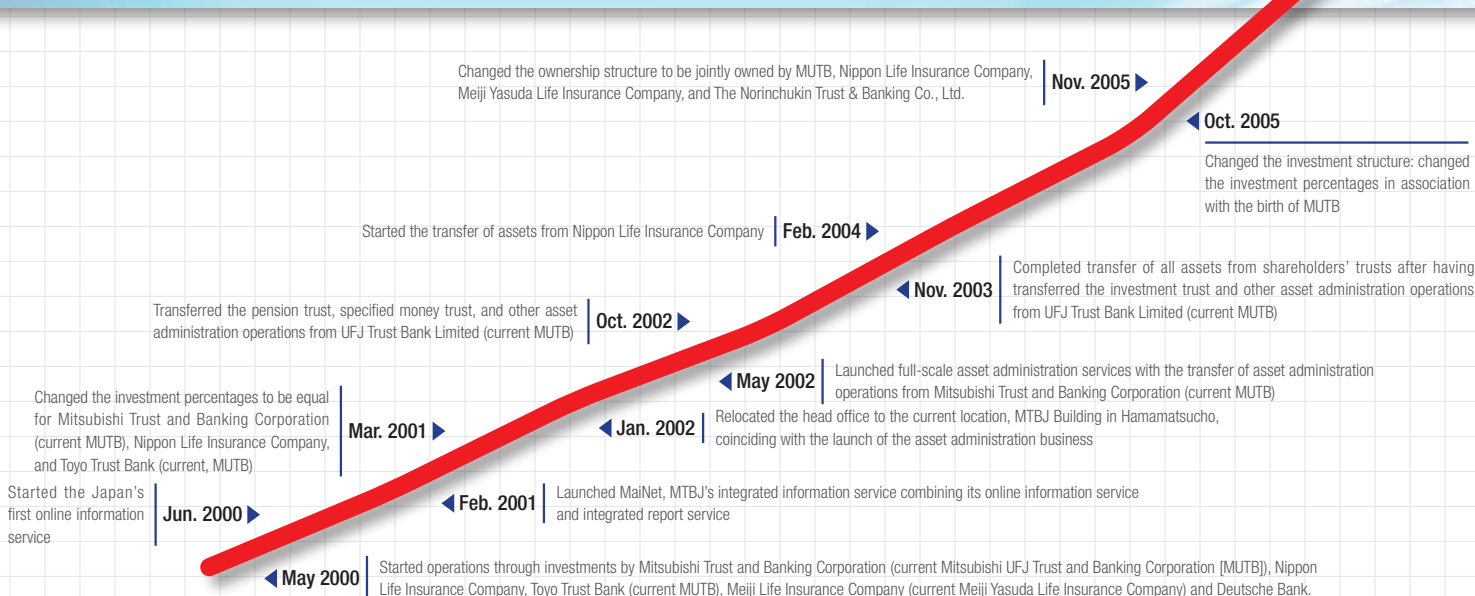 Changed the ownership structure to be jointly owned by MUTB, Nippon Life Insurance Company,
Meiji Yasuda Life Insurance Company, and The Norinchukin Trust & Banking Co., Ltd.
Nov. 2005
Oct. 2005
Changed the investment structure: changed
the investment percentages in association
with the birth of MUTB
Started the transfer of assets from Nippon Life Insurance Company
Feb. 2004
Nov. 2003
Completed transfer of all assets from shareholders' trusts after having
transferred the investment trust and other asset administration operations
from UFJ Trust Bank Limited (current MUTB)
Transferred the pension trust, specified money trust, and other asset
administration operations from UFJ Trust Bank Limited (current MUTB)
Oct. 2002
May 2002
Launched full-scale asset administration services with the transfer of asset administration
operations from Mitsubishi Trust and Banking Corporation (current MUTB)
Changed the investment percentages to be equal
for Mitsubishi Trust and Banking Corporation
(current MUTB), Nippon Life Insurance Company,
and Toyo Trust Bank (current, MUTB)
Mar. 2001
Jan. 2002
Relocated the head office to the current location, MTBJ Building in Hamamatsucho,
coinciding with the launch of the asset administration business
Started the Japan's
first online information
service
Jun. 2000
Feb. 2001
Launched MaiNet, MTBJ's integrated information service combining its online information service
and integrated report service
May 2000
Started operations through investments by Mitsubishi Trust and Banking Corporation (current Mitsubishi UFJ Trust and Banking Corporation [MUTB]), Nippon
Life Insurance Company, Toyo Trust Bank (current MUTB), Meiji Life Insurance Company (current Meiji Yasuda Life Insurance Company) and Deutsche Bank.